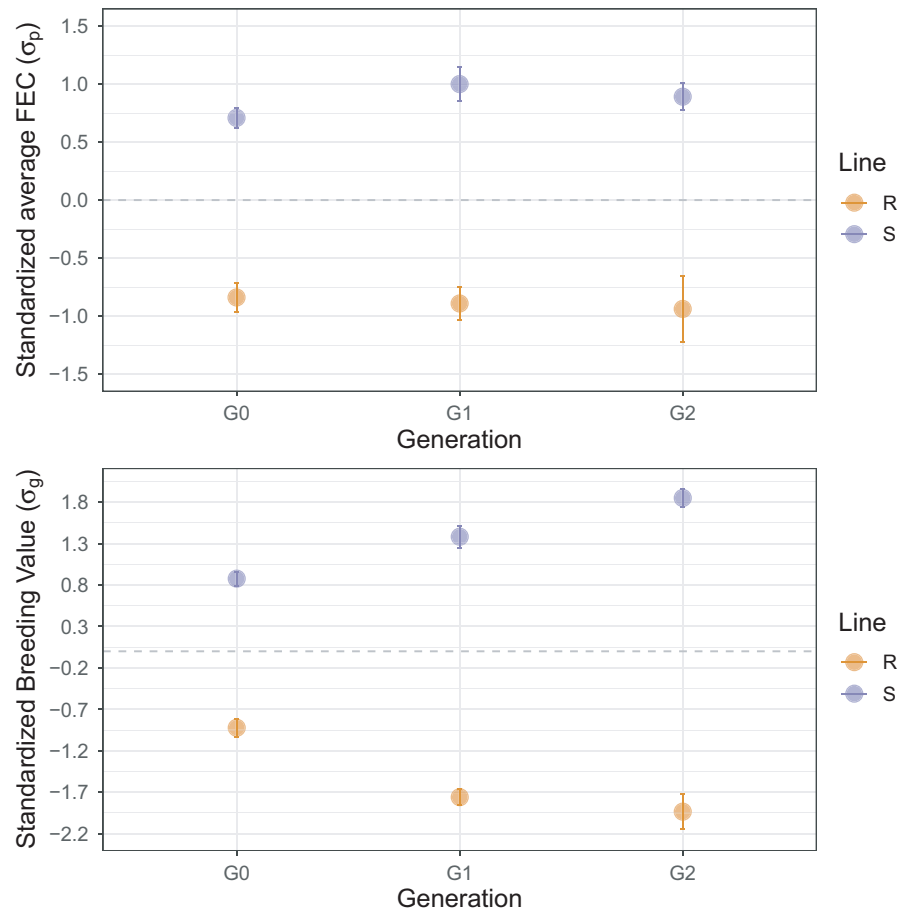 Standardized average FEC (σp)
1.5
1.0
0.5
0.0
−0.5
−1.0
−1.5
G0 G1 G2
Generation
Line
R
S
Standardized Breeding Value (σg)
1.8
1.3
0.8
0.3
−0.2
−0.7
−1.2
−1.7
−2.2
G0 G1 G2
Generation
Line
R
S